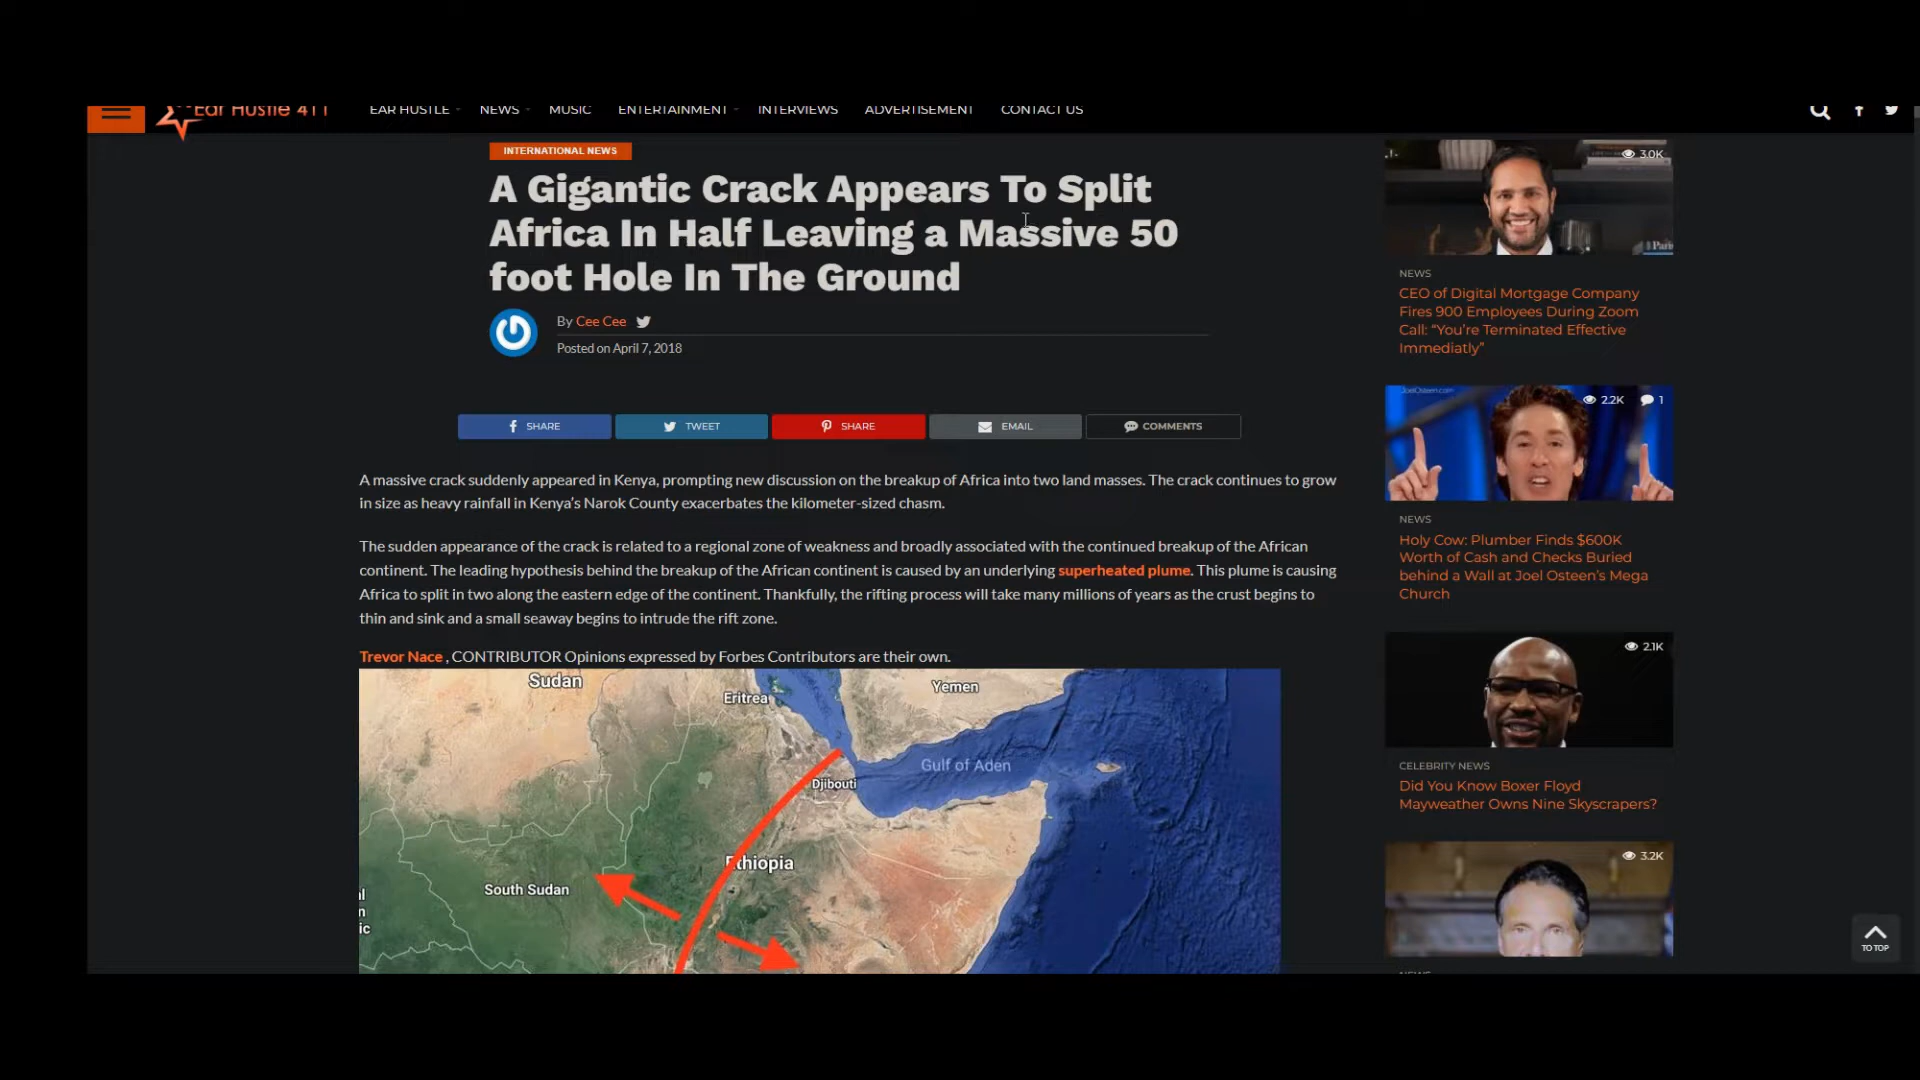 Ear Hustle 411
EAR HUSTLE NEWS MUSIC ENTERTAINMENT INTERVIEWS ADVERTISEMENT CONTACT US
INTERNATIONAL NEWS
A Gigantic Crack Appears To Split
Africa In Half Leaving a Massive 50
foot Hole In The Ground
By Cee Cee
Posted on April 7, 2018
SHARE TWEET SHARE EMAIL COMMENTS
A massive crack suddenly appeared in Kenya, prompting new discussion on the breakup of Africa into two land masses. The crack continues to grow
in size as heavy rainfall in Kenya’s Narok County exacerbates the kilometer-sized chasm.
The sudden appearance of the crack is related to a regional zone of weakness and broadly associated with the continued breakup of the African
continent. The leading hypothesis behind the breakup of the African continent is caused by an underlying superheated plume. This plume is causing
Africa to split in two along the eastern edge of the continent. Thankfully, the rifting process will take many millions of years as the crust begins to
thin and sink and a small seaway begins to intrude the rift zone.
Trevor Nace , CONTRIBUTOR Opinions expressed by Forbes Contributors are their own.
Sudan
Eritrea
Yemen
Gulf of Aden
Djibouti
Ethiopia
South Sudan
3.0K
NEWS
CEO of Digital Mortgage Company
Fires 900 Employees During Zoom
Call: “You’re Terminated Effective
Immediatly”
JoelOsteen.com
2.2K 1
NEWS
Holy Cow: Plumber Finds $600K
Worth of Cash and Checks Buried
behind a Wall at Joel Osteen’s Mega
Church
2.1K
CELEBRITY NEWS
Did You Know Boxer Floyd
Mayweather Owns Nine Skyscrapers?
3.2K
TO TOP